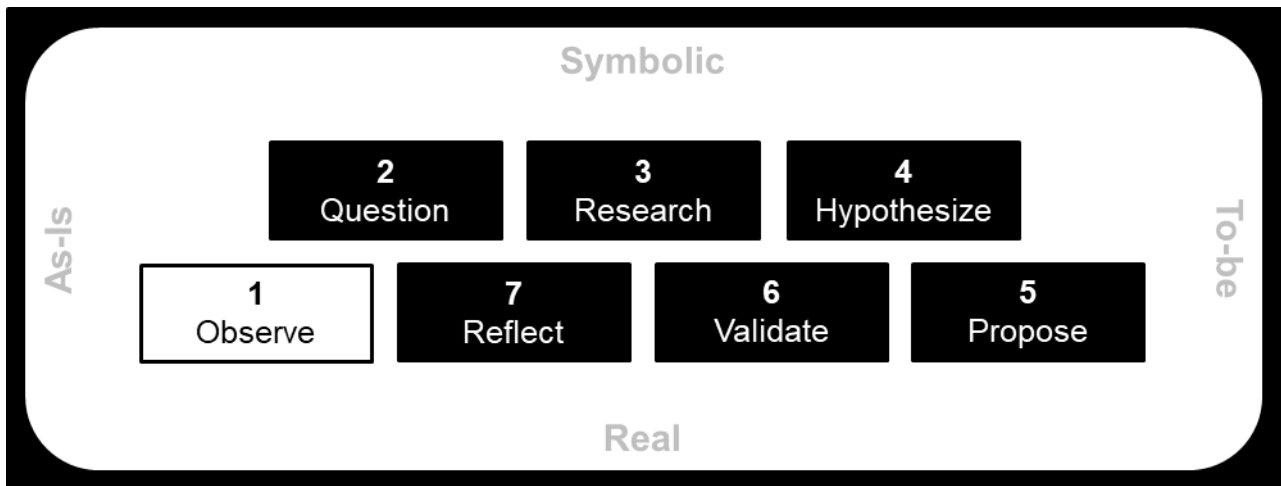 Symbolic
As-Is
To-be
2
Question
3
Research
4
Hypothesize
1
Observe
7
Reflect
6
Validate
5
Propose
Real